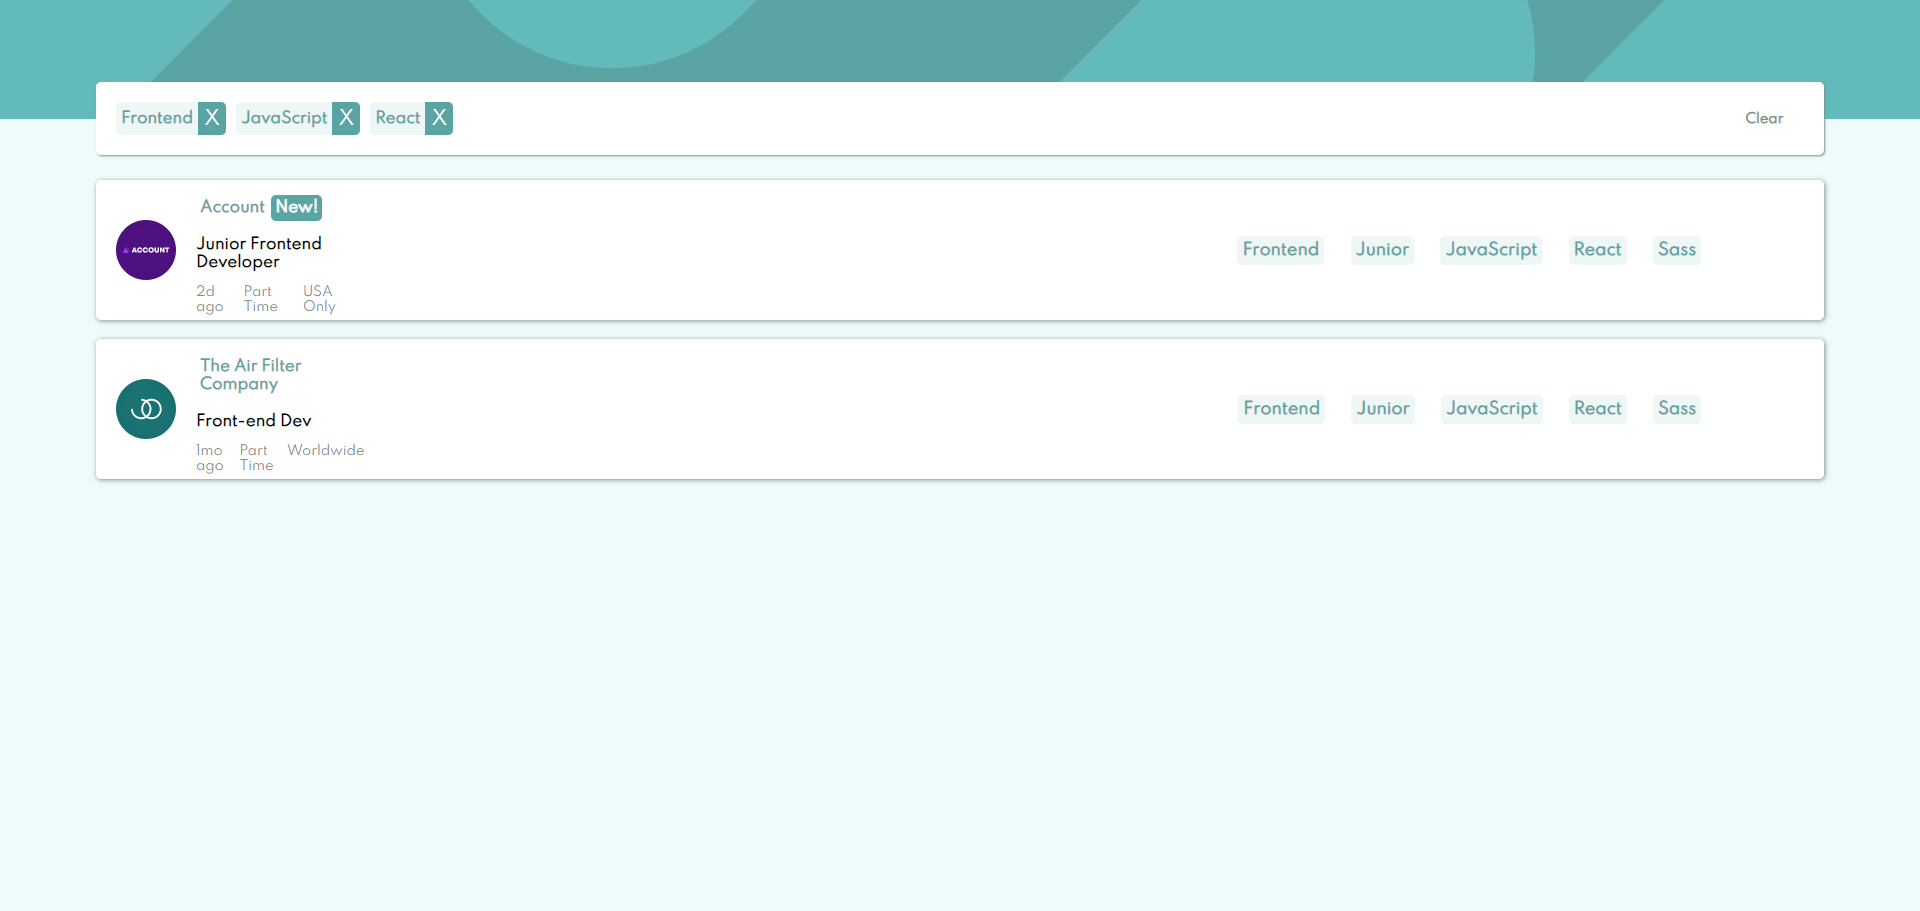 Frontend X JavaScript X React X Clear
Account New!
ACCOUNT
Junior Frontend
Developer
2d ago Part Time USA Only
Frontend Junior JavaScript React Sass
The Air Filter
Company
Front-end Dev
1mo ago Part Time Worldwide
Frontend Junior JavaScript React Sass